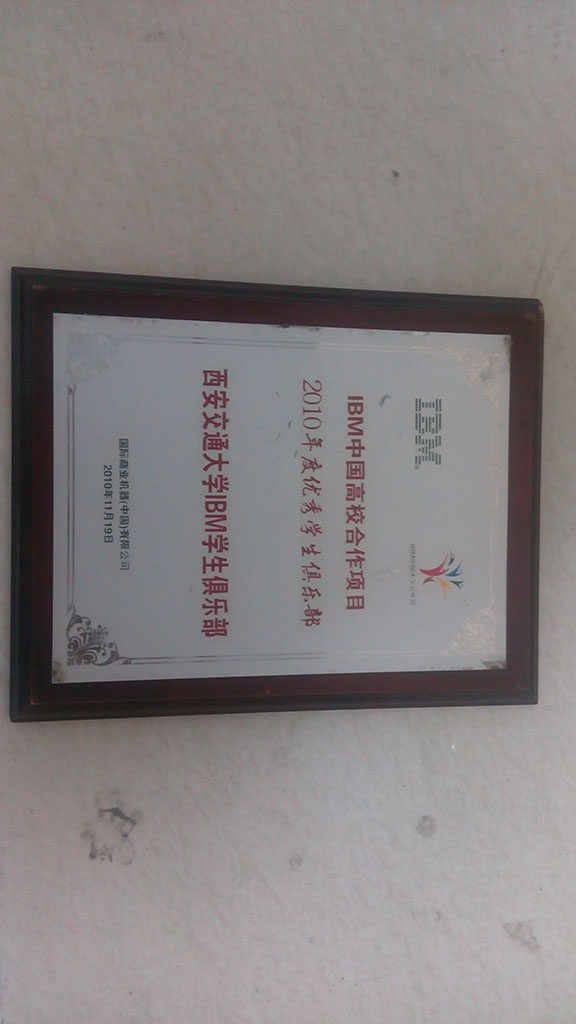 IBM
IBM中国高校合作项目
2010年度优秀学生俱乐部
西安交通大学IBM学生俱乐部
国际商业机器(中国)有限公司
2010年11月19日